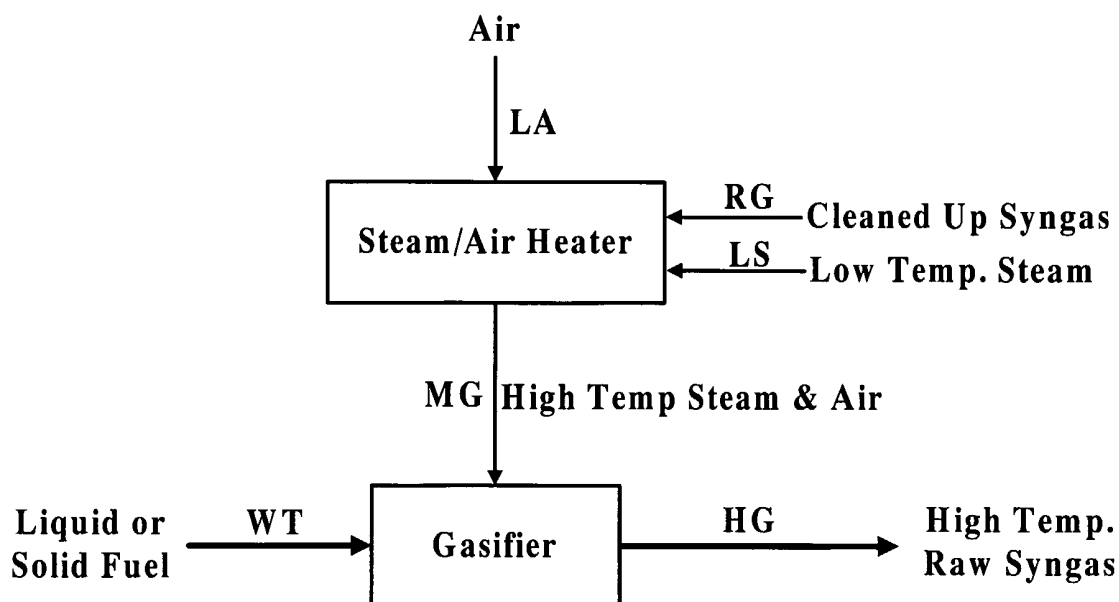 Air
LA
RG
Cleaned Up Syngas
Steam/Air Heater
LS
Low Temp. Steam
MG
High Temp Steam & Air
Liquid or
Solid Fuel
WT
Gasifier
HG
High Temp.
Raw Syngas